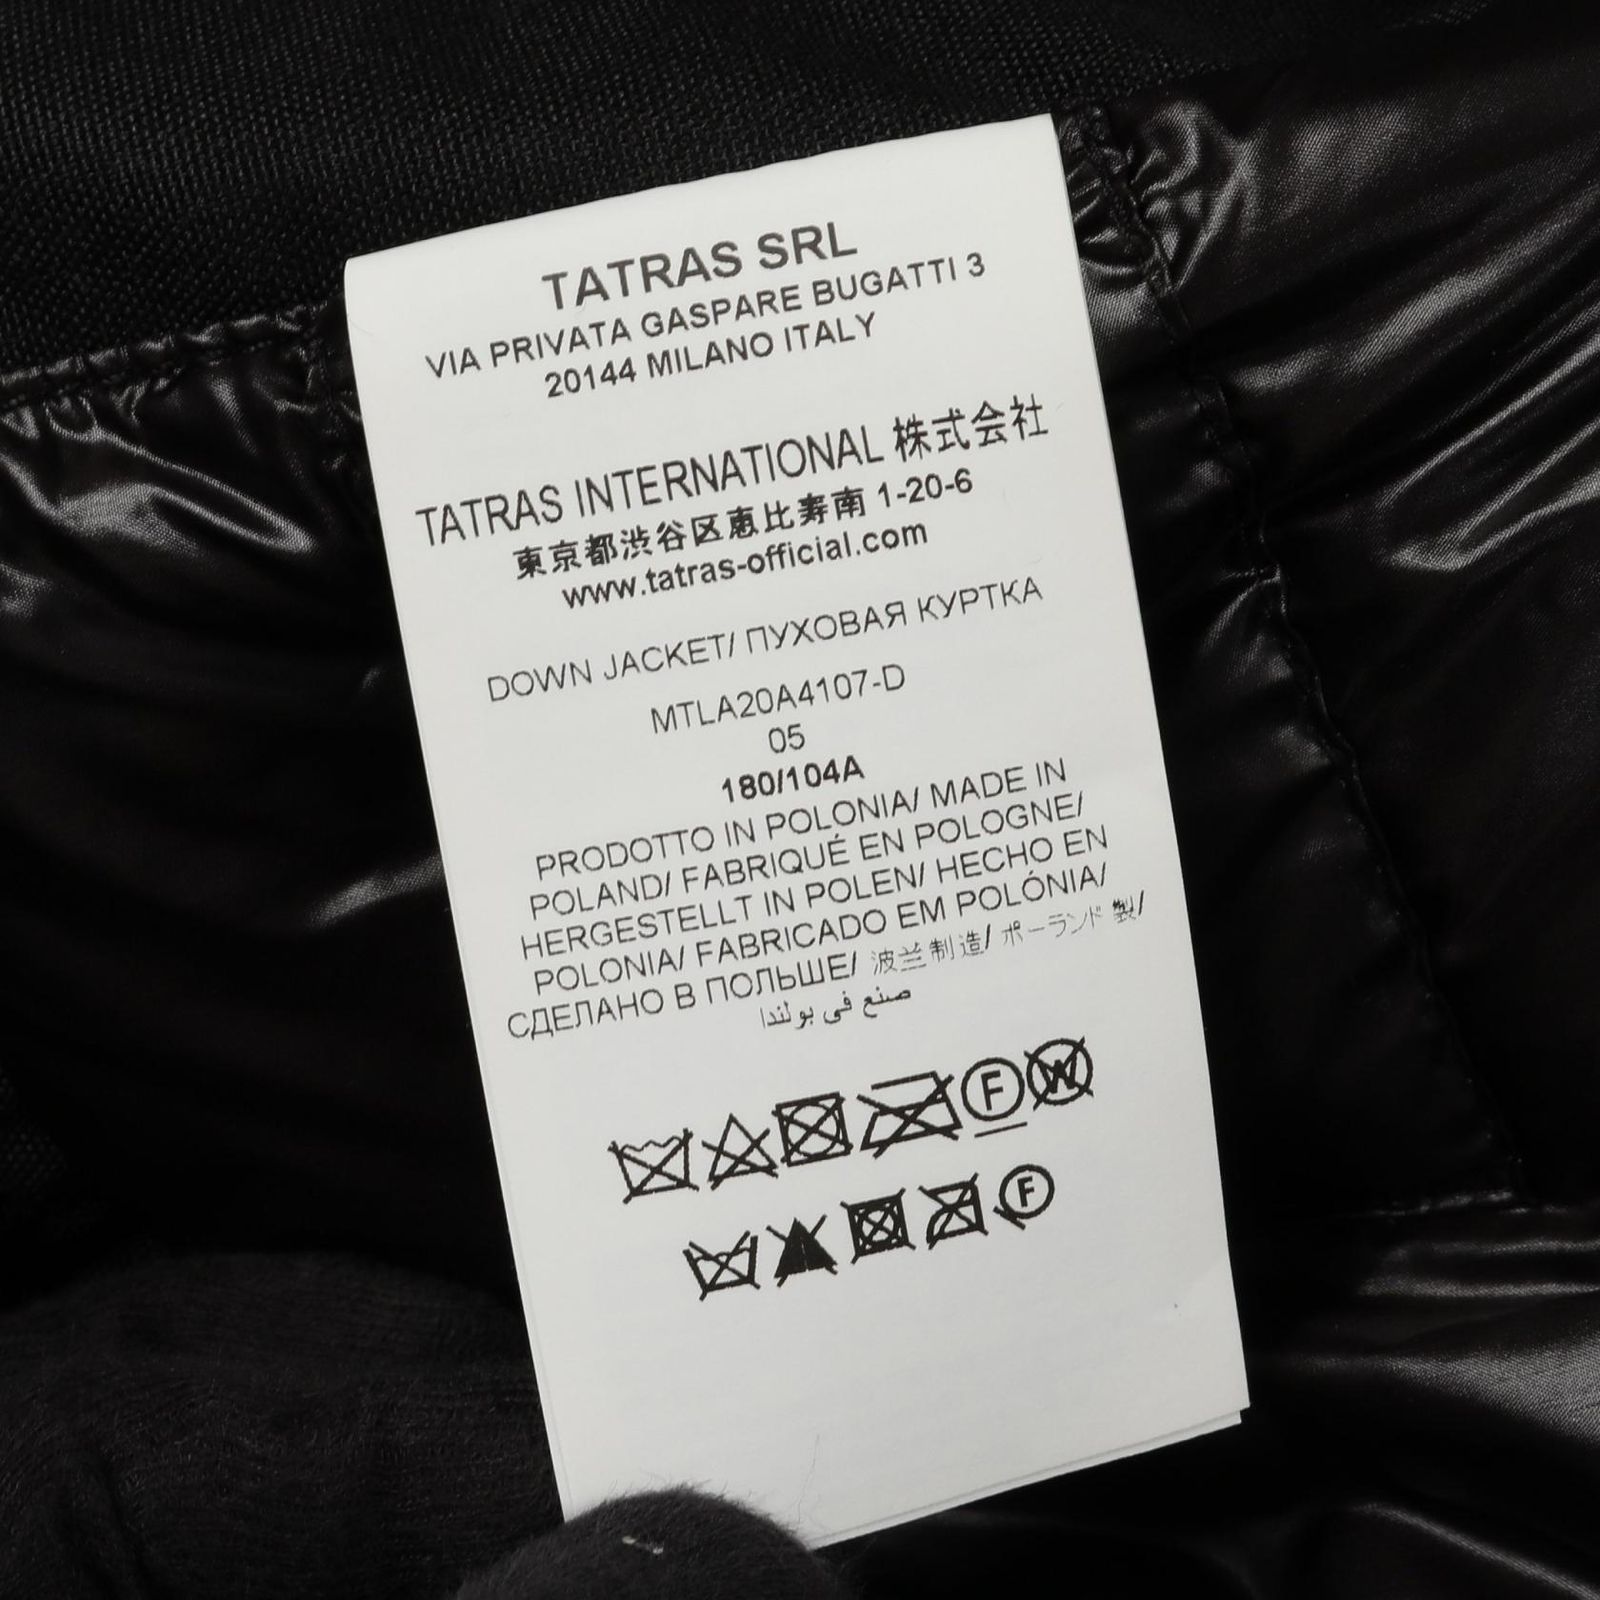 TATRAS SRL
VIA PRIVATA GASPARE BUGATTI 3
20144 MILANO ITALY
TATRAS INTERNATIONAL 株式会社
東京都渋谷区恵比寿南 1-20-6
www.tatras-official.com
DOWN JACKET/ ПУХОВАЯ КУРТКА
MTLA20A4107-D
05
180/104A
PRODOTTO IN POLONIA/ MADE IN
POLAND/ FABRIQUÉ EN POLOGNE/
HERGESTELLT IN POLEN/ HECHO EN
POLONIA/ FABRICADO EM POLÓNIA/
СДЕЛАНО В ПОЛЬШЕ/ 波兰制造/ ポーランド 製/
صنع في بولندا
F W
F